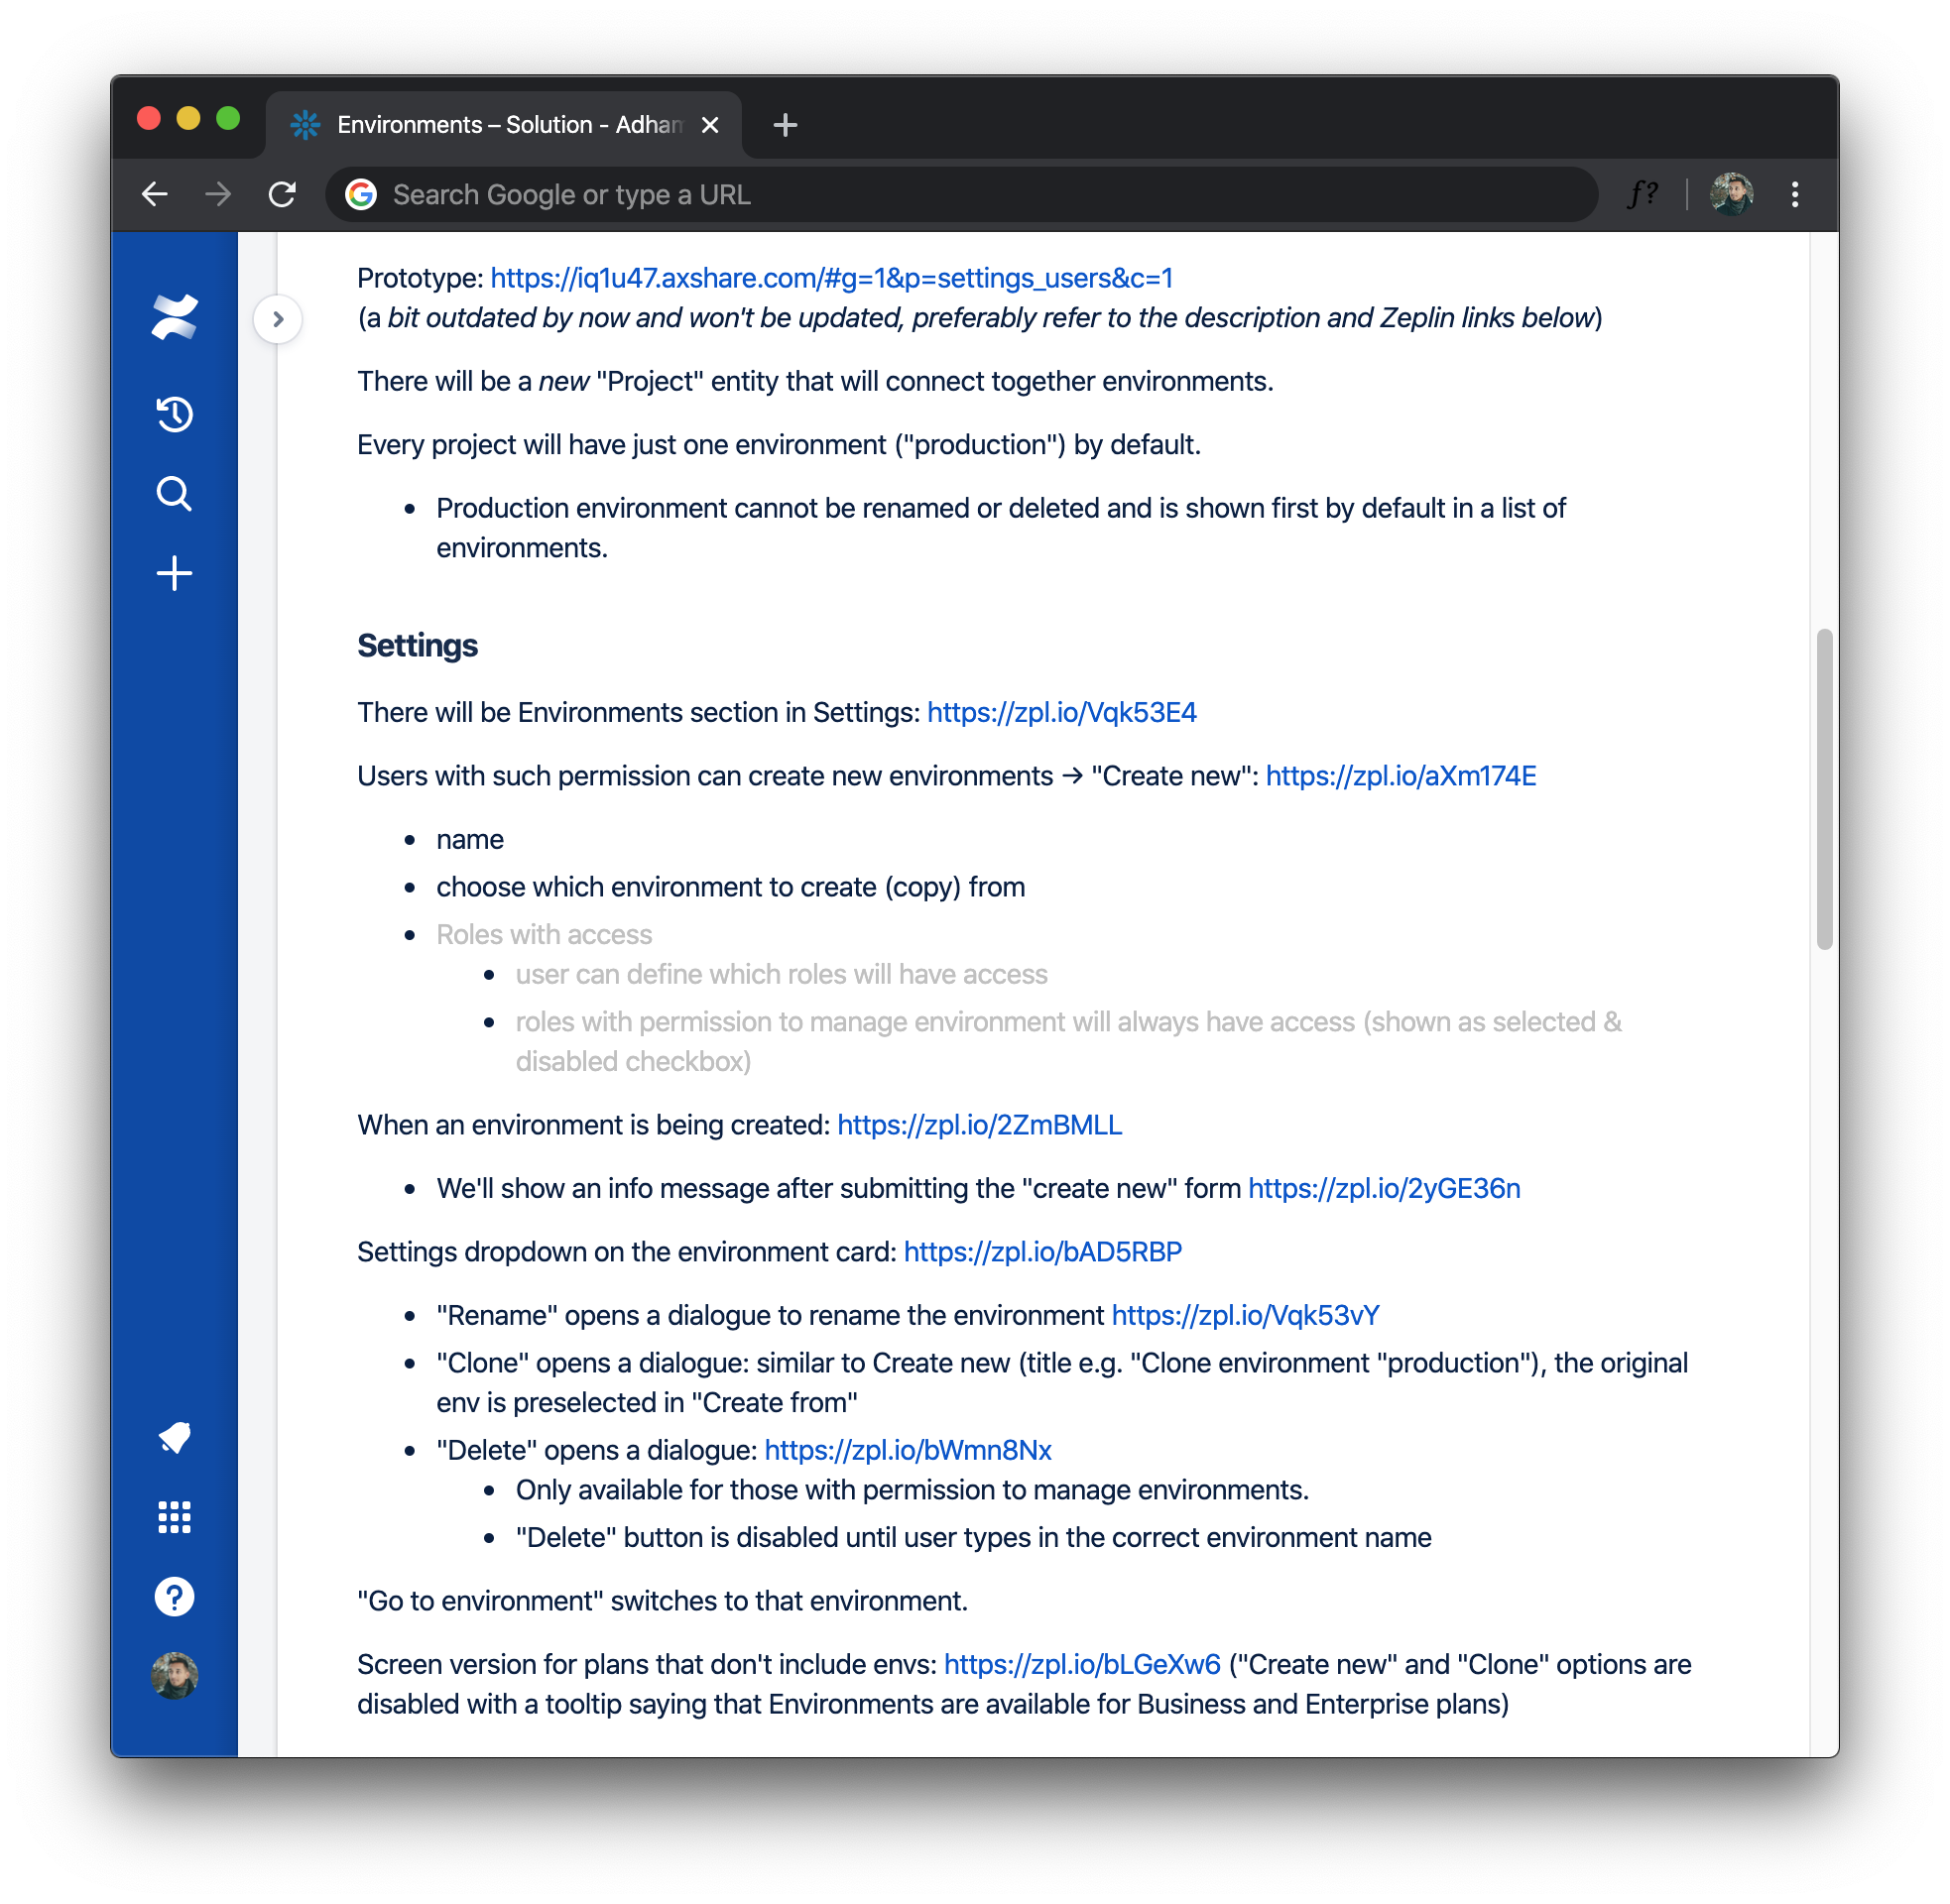 Environments – Solution - Adham
Search Google or type a URL
f?
Prototype: https://iq1u47.axshare.com/#g=1&p=settings_users&c=1
(a bit outdated by now and won't be updated, preferably refer to the description and Zeplin links below)
There will be a new "Project" entity that will connect together environments.
Every project will have just one environment ("production") by default.
• Production environment cannot be renamed or deleted and is shown first by default in a list of
environments.
Settings
There will be Environments section in Settings: https://zpl.io/Vqk53E4
Users with such permission can create new environments → "Create new": https://zpl.io/aXm174E
• name
• choose which environment to create (copy) from
• Roles with access
• user can define which roles will have access
• roles with permission to manage environment will always have access (shown as selected &
disabled checkbox)
When an environment is being created: https://zpl.io/2ZmBMLL
• We'll show an info message after submitting the "create new" form https://zpl.io/2yGE36n
Settings dropdown on the environment card: https://zpl.io/bAD5RBP
• "Rename" opens a dialogue to rename the environment https://zpl.io/Vqk53vY
• "Clone" opens a dialogue: similar to Create new (title e.g. "Clone environment "production"), the original
env is preselected in "Create from"
• "Delete" opens a dialogue: https://zpl.io/bWmn8Nx
• Only available for those with permission to manage environments.
• "Delete" button is disabled until user types in the correct environment name
"Go to environment" switches to that environment.
Screen version for plans that don't include envs: https://zpl.io/bLGeXw6 ("Create new" and "Clone" options are
disabled with a tooltip saying that Environments are available for Business and Enterprise plans)